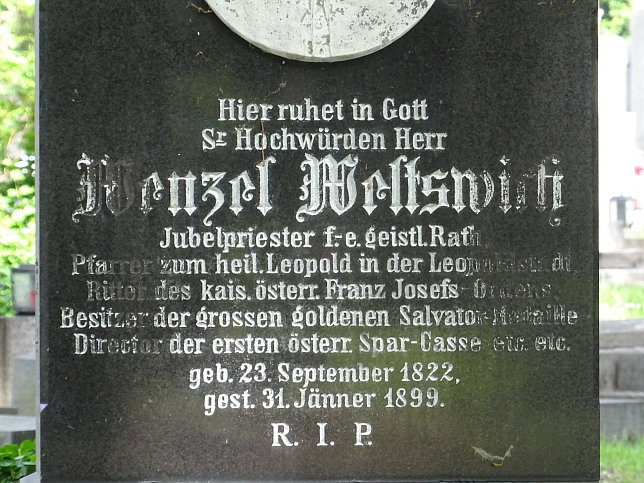 Hier ruhet in Gott
Sr Hochwürden Herr
Wenzel Weltswirth
Jubelpriester f.-e. geistl. Rath
Pfarrer zum heil. Leopold in der Leopoldstadt,
Ritter des kais. österr. Franz Josefs-Ordens
Besitzer der grossen goldenen Salvator-Medaille
Director der ersten österr. Spar-Casse etc. etc.
geb. 23. September 1822,
gest. 31. Jänner 1899.
R. I. P.